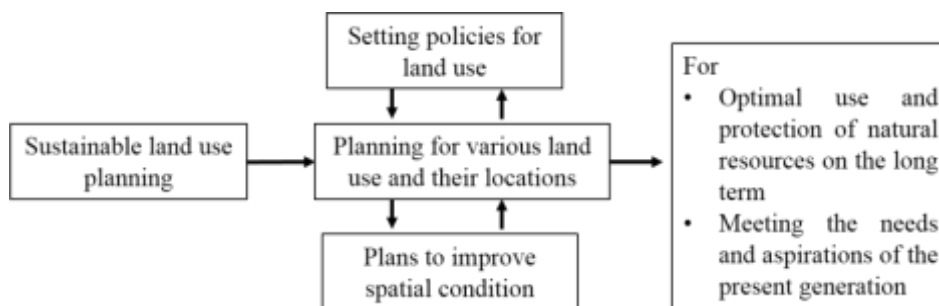 Setting policies for
land use
Sustainable land use
planning
Planning for various land
use and their locations
Plans to improve
spatial condition
For
• Optimal use and
protection of natural
resources on the long
term
• Meeting the needs
and aspirations of the
present generation